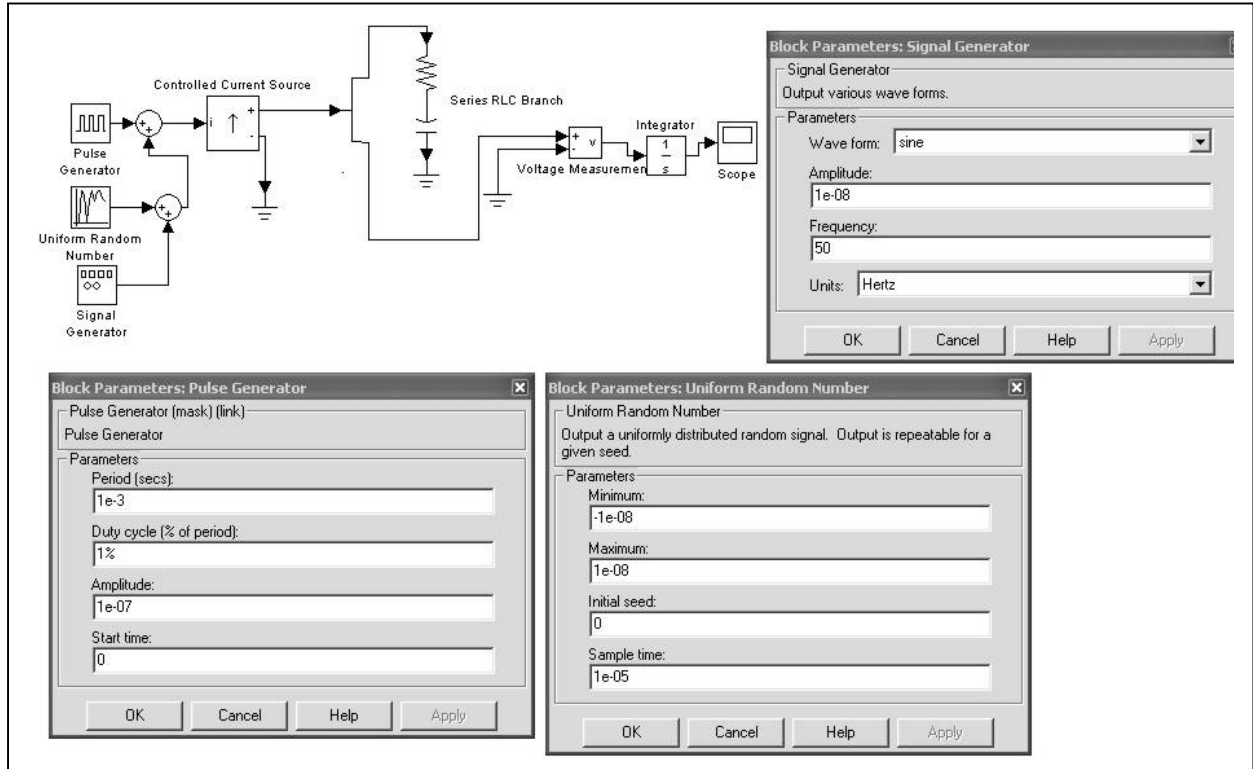 Controlled Current Source
i
+
-
Series RLC Branch
Pulse
Generator
+
-
v
Voltage Measuremen
Integrator
1
s
Scope
Uniform Random
Number
Signal
Generator
Block Parameters: Signal Generator
Signal Generator
Output various wave forms.
Parameters
Wave form: sine
Amplitude:
1e-08
Frequency:
50
Units: Hertz
OK Cancel Help Apply
Block Parameters: Pulse Generator
Pulse Generator (mask) (link)
Pulse Generator
Parameters
Period (secs):
1e-3
Duty cycle (% of period):
1%
Amplitude:
1e-07
Start time:
0
OK Cancel Help Apply
Block Parameters: Uniform Random Number
Uniform Random Number
Output a uniformly distributed random signal. Output is repeatable for a
given seed.
Parameters
Minimum:
-1e-08
Maximum:
1e-08
Initial seed:
0
Sample time:
1e-05
OK Cancel Help Apply